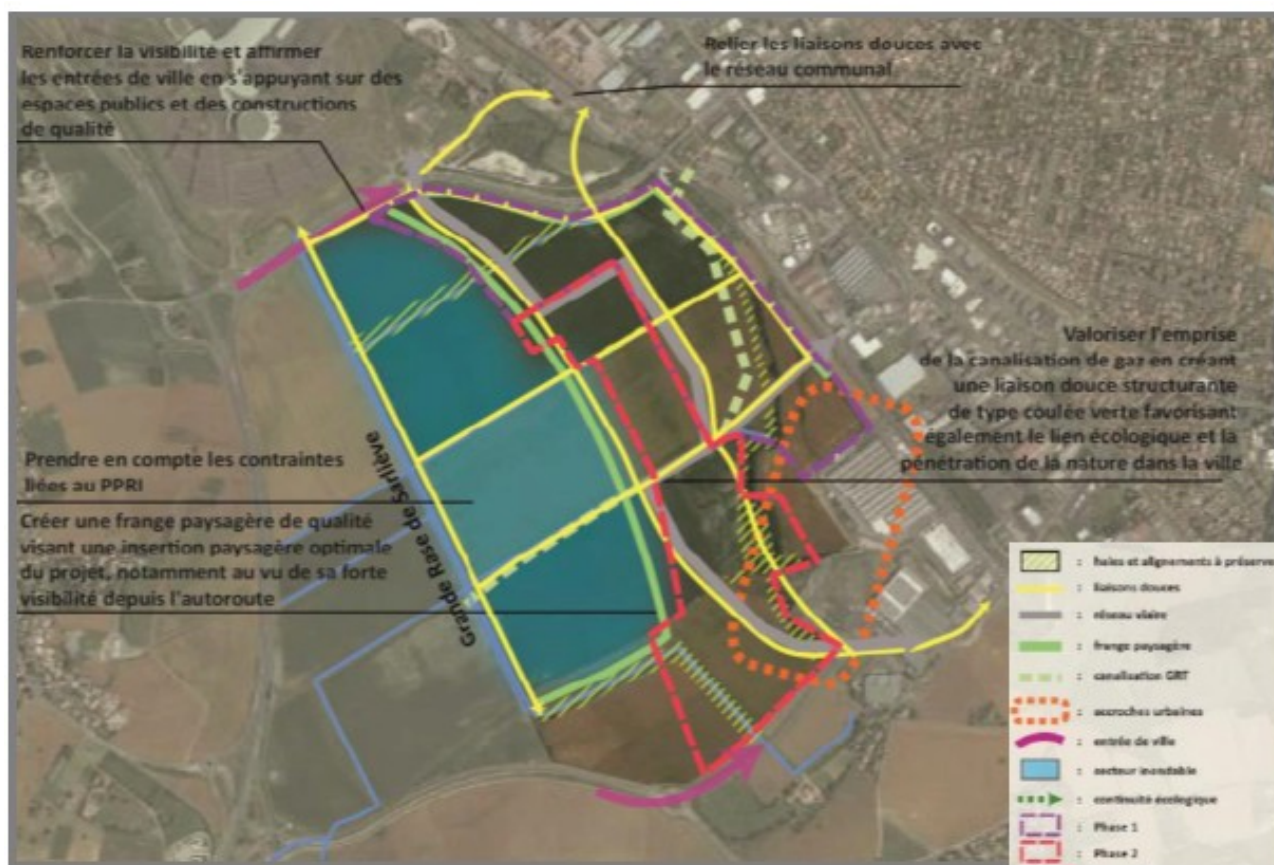 Renforcer la visibilité et affirmer
les entrées de ville en s'appuyant sur des
espaces publics et des constructions
de qualité
Relier les liaisons douces avec
le réseau communal
Valoriser l'emprise
de la canalisation de gaz en créant
une liaison douce structurante
de type coulée verte favorisant
également le lien écologique et la
pénétration de la nature dans la ville
Prendre en compte les contraintes
liées au PPRI
Créer une frange paysagère de qualité
visant une insertion paysagère optimale
du projet, notamment au vu de sa forte
visibilité depuis l'autoroute
Grande Rase de Sarliève
: haies et alignements à préserve
: liaisons douces
: réseau viaire
: frange paysagère
: canalisation GRT
: accroches urbaines
: entrée de ville
: secteur inondable
: continuité écologique
: Phase 1
: Phase 2